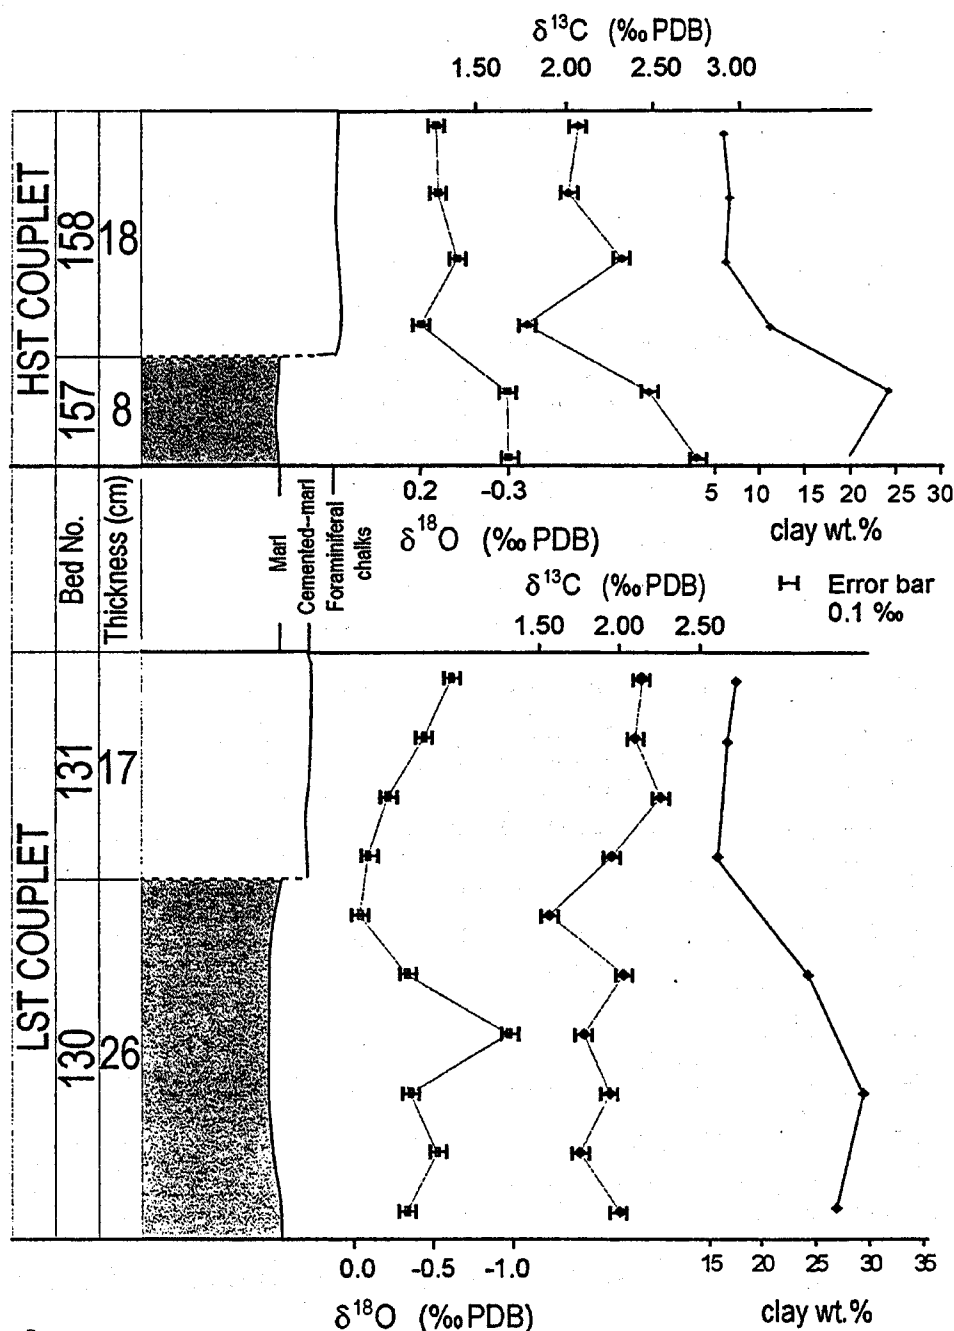 δ¹³C (‰ PDB)
1.50 2.00 2.50 3.00
HST COUPLET
158
18
157
8
0.2 -0.3
5 10 15 20 25 30
δ¹⁸O (‰ PDB)
clay wt.%
Bed No.
Thickness (cm)
Marl
Cemented--marl
Foraminiferal
chalks
δ¹³C (‰ PDB)
Error bar
0.1 ‰
1.50 2.00 2.50
LST COUPLET
131
17
130
26
0.0 -0.5 -1.0
15 20 25 30 35
δ¹⁸O (‰ PDB)
clay wt.%